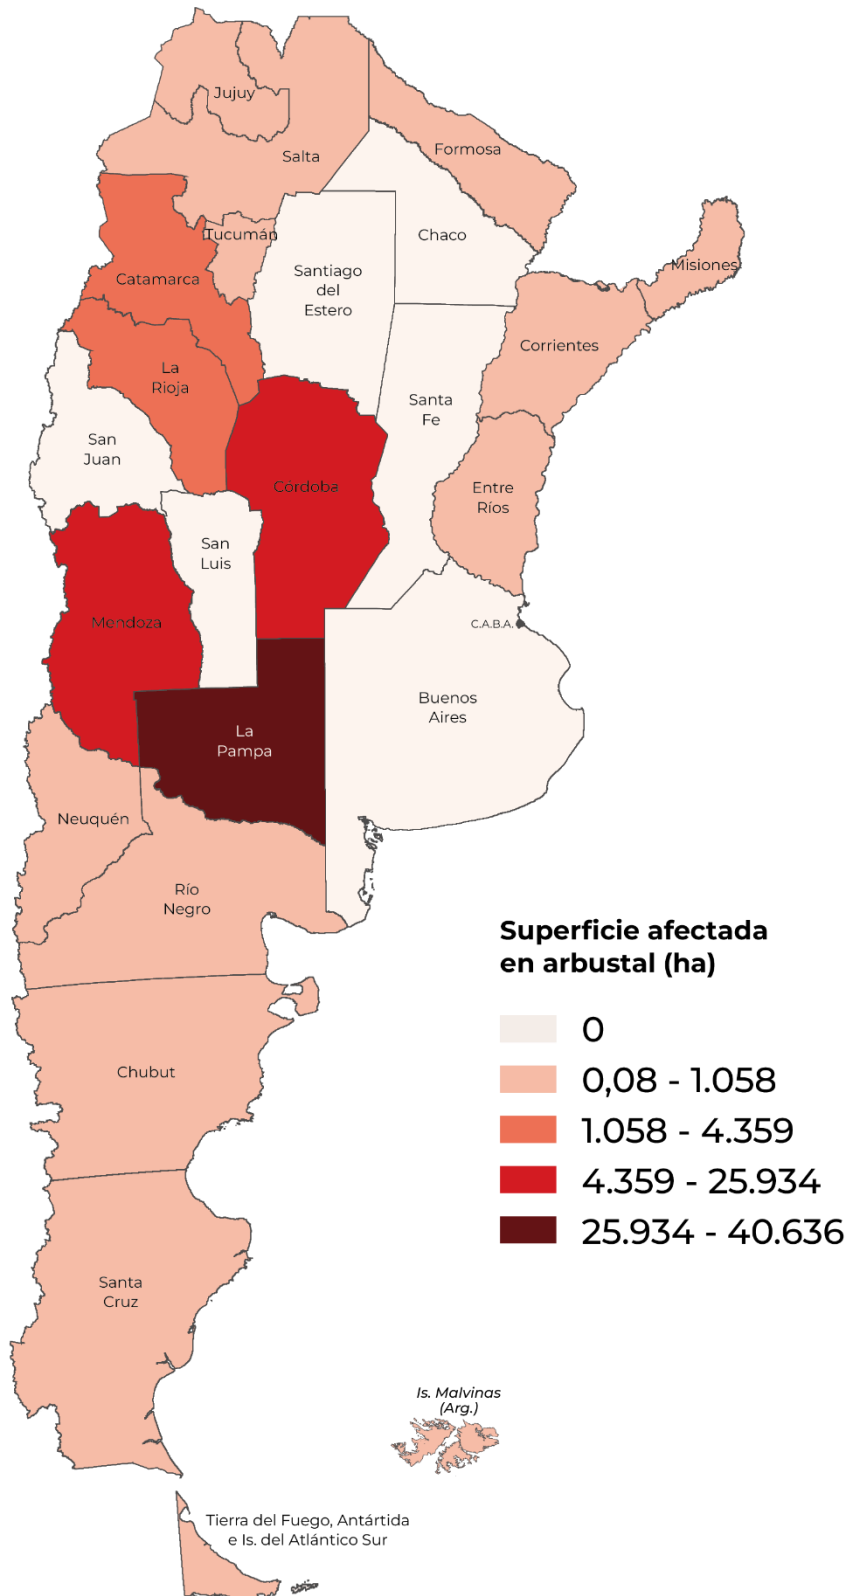 Jujuy
Salta
Formosa
Tucumán
Chaco
Misiones
Catamarca
Santiago
del
Estero
Corrientes
La
Rioja
Santa
Fe
San
Juan
Córdoba
Entre
Ríos
San
Luis
Mendoza
C.A.B.A.
Buenos
Aires
La
Pampa
Neuquén
Río
Negro
Superficie afectada
en arbustal (ha)
0
0,08 - 1.058
1.058 - 4.359
4.359 - 25.934
25.934 - 40.636
Chubut
Santa
Cruz
Is. Malvinas
(Arg.)
Tierra del Fuego, Antártida
e Is. del Atlántico Sur